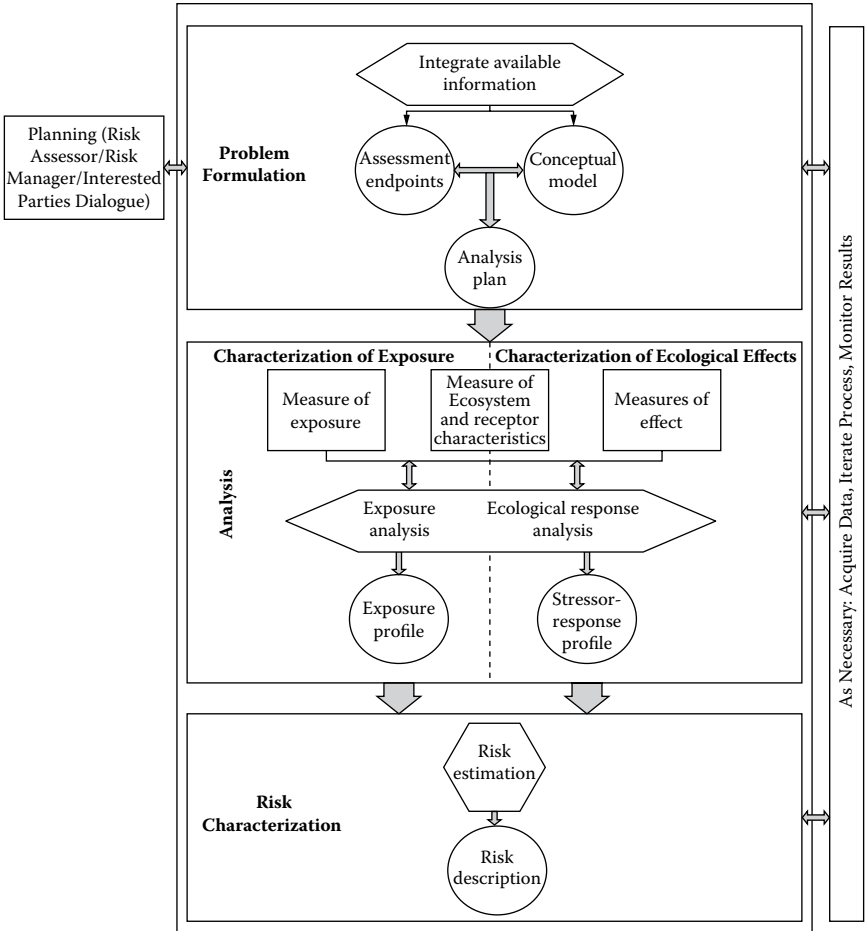 Integrate available
information
Planning (Risk
Assessor/Risk
Manager/Interested
Parties Dialogue)
Problem
Formulation
Assessment
endpoints
Conceptual
model
Analysis
plan
Characterization of Exposure
Characterization of Ecological Effects
Measure of
exposure
Measure of
Ecosystem
and receptor
characteristics
Measures of
effect
Analysis
Exposure
analysis
Ecological response
analysis
Exposure
profile
Stressor-
response
profile
Risk
Characterization
Risk
estimation
Risk
description
As Necessary: Acquire Data, Iterate Process, Monitor Results